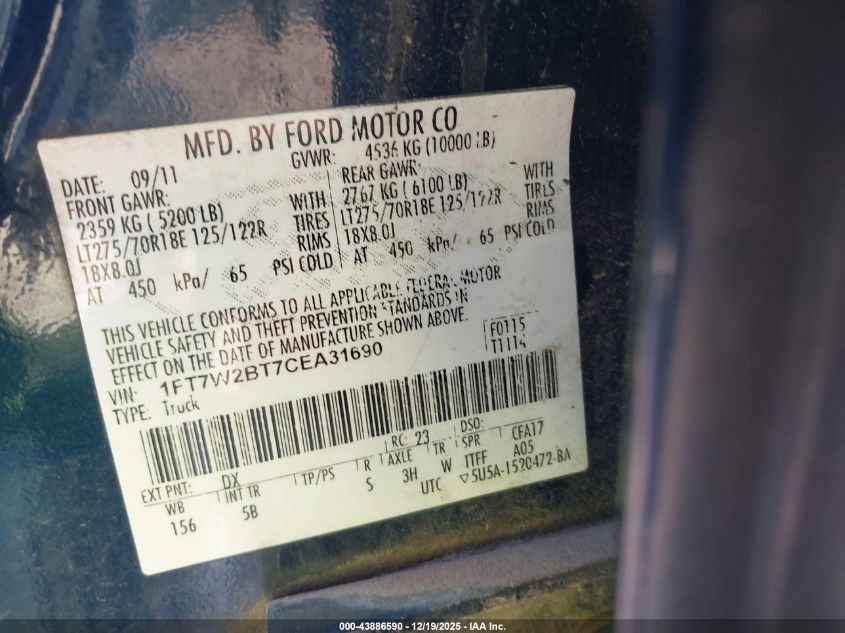 MFD. BY FORD MOTOR CO
DATE: 09/11 GVWR: 4536 KG (10000 LB)
FRONT GAWR: REAR GAWR:
2359 KG ( 5200 LB) WITH 2767 KG ( 6100 LB) WITH
LT275/70R18E 125/122R TIRES LT275/70R18E 125/122R TIRES
18X8.0J RIMS 18X8.0J RIMS
AT 450 kPa/ 65 PSI COLD AT 450 kPa/ 65 PSI COLD
THIS VEHICLE CONFORMS TO ALL APPLICABLE FEDERAL MOTOR
VEHICLE SAFETY AND THEFT PREVENTION STANDARDS IN
EFFECT ON THE DATE OF MANUFACTURE SHOWN ABOVE.
F0115
T1114
VIN: 1FT7W2BT7CEA31690
TYPE: Truck
EXT PNT: DX RC: 23 DSO:
WB INT TR TP/PS R AXLE TR SPR CFA17
156 5B S 3H W ITFF A05
UTC ▽5U5A-1520472-BA
000-43886590 - 12/19/2025 - IAA Inc.